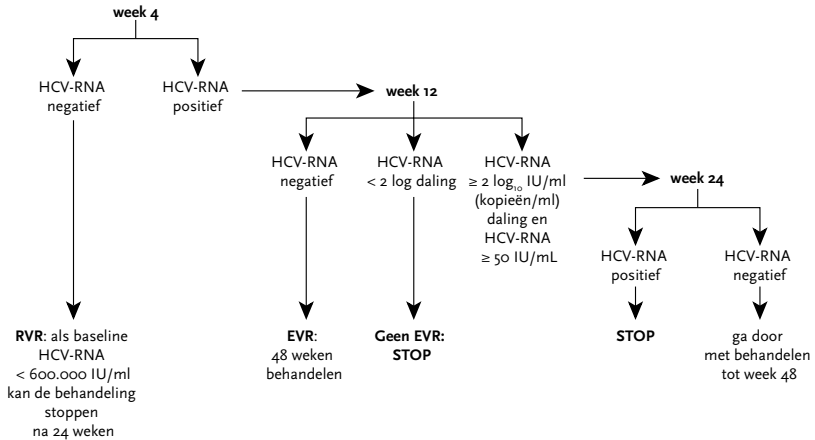 week 4
HCV-RNA
negatief
HCV-RNA
positief
week 12
HCV-RNA
negatief
HCV-RNA
< 2 log daling
HCV-RNA
≥ 2 log₁₀ IU/ml
(kopieën/ml)
daling en
HCV-RNA
≥ 50 IU/mL
week 24
HCV-RNA
positief
HCV-RNA
negatief
RVR: als baseline
HCV-RNA
< 600.000 IU/ml
kan de behandeling
stoppen
na 24 weken
EVR:
48 weken
behandelen
Geen EVR:
STOP
STOP
ga door
met behandelen
tot week 48